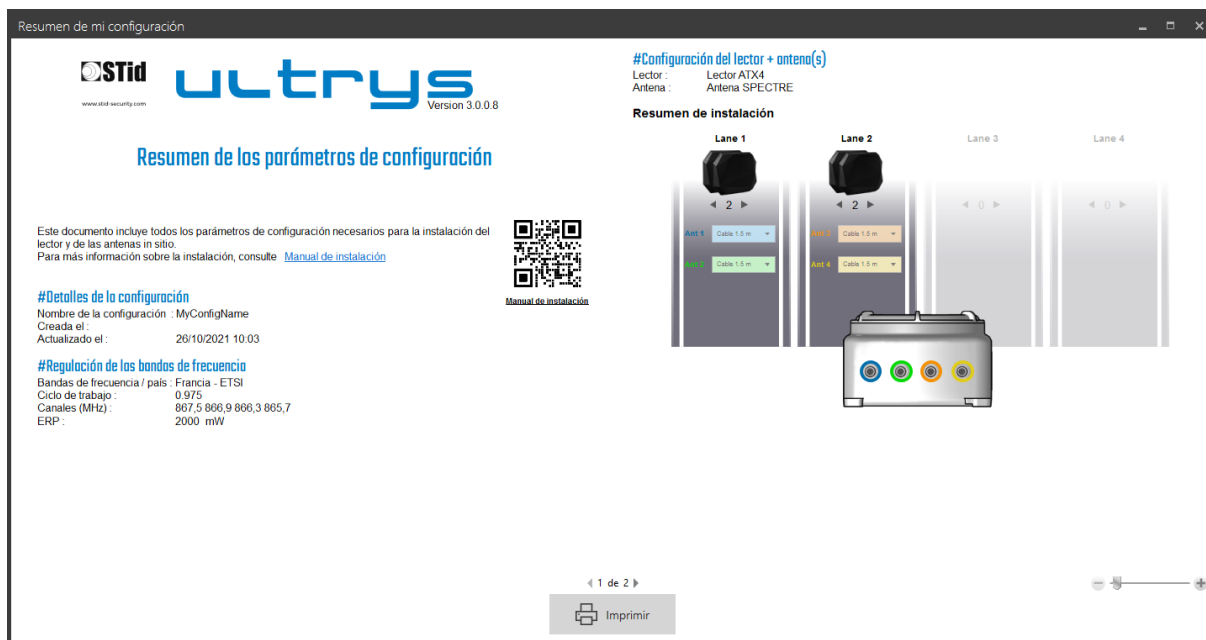 Resumen de mi configuración
STid
www.stid-security.com
ultrys
Version 3.0.0.8
Resumen de los parámetros de configuración
Este documento incluye todos los parámetros de configuración necesarios para la instalación del
lector y de las antenas in sitio.
Para más información sobre la instalación, consulte Manual de instalación
Manual de instalación
#Detalles de la configuración
Nombre de la configuración : MyConfigName
Creada el :
Actualizado el : 26/10/2021 10:03
#Regulación de las bandas de frecuencia
Bandas de frecuencia / país : Francia - ETSI
Ciclo de trabajo : 0.975
Canales (MHz) : 867,5 866,9 866,3 865,7
ERP : 2000 mW
#Configuración del lector + antena(s)
Lector : Lector ATX4
Antena : Antena SPECTRE
Resumen de instalación
Lane 1 Lane 2 Lane 3 Lane 4
2 2 0 0
Ant 1 Cable 1.5 m Ant 3 Cable 1.5 m
Ant 2 Cable 1.5 m Ant 4 Cable 1.5 m
1 de 2
Imprimir